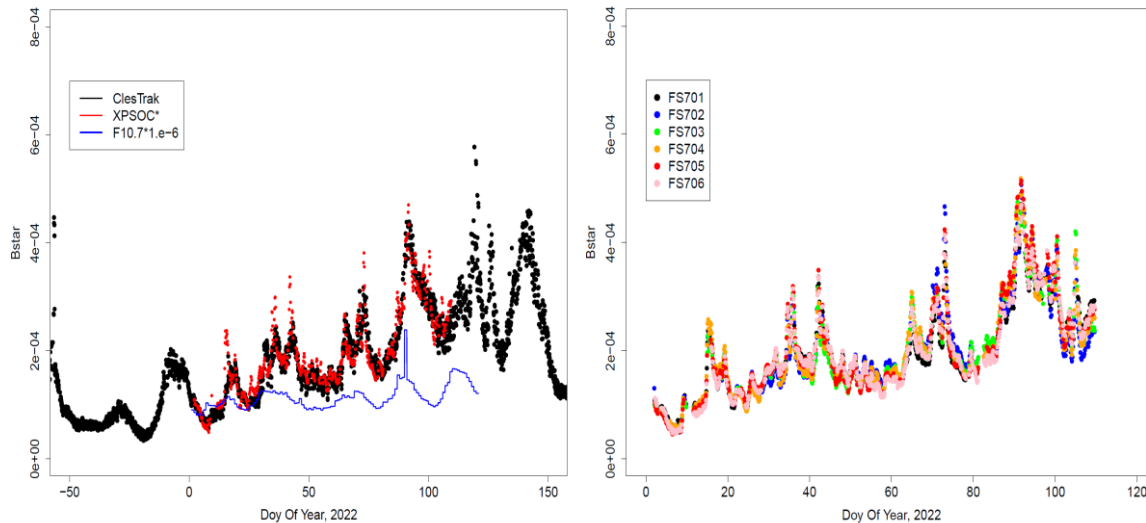 8e−04
6e−04
4e−04
2e−04
0e+00
Bstar
ClesTrak
XPSOC*
F10.7*1.e−6
−50
0
50
100
150
Doy Of Year, 2022
8e−04
6e−04
4e−04
2e−04
0e+00
Bstar
FS701
FS702
FS703
FS704
FS705
FS706
0
20
40
60
80
100
120
Doy Of Year, 2022